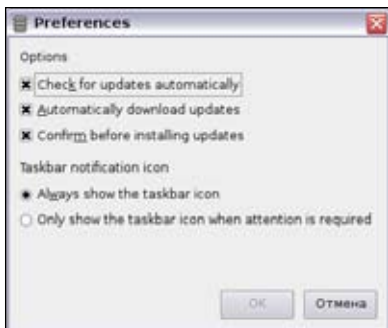 Preferences
Options
Check for updates automatically
Automatically download updates
Confirm before installing updates
Taskbar notification icon
Always show the taskbar icon
Only show the taskbar icon when attention is required
OK
Отмена